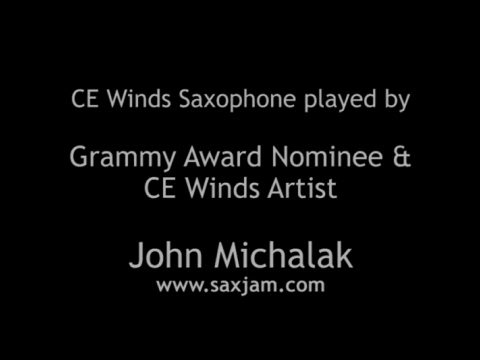 CE Winds Saxophone played by
Grammy Award Nominee &
CE Winds Artist
John Michalak
www.saxjam.com